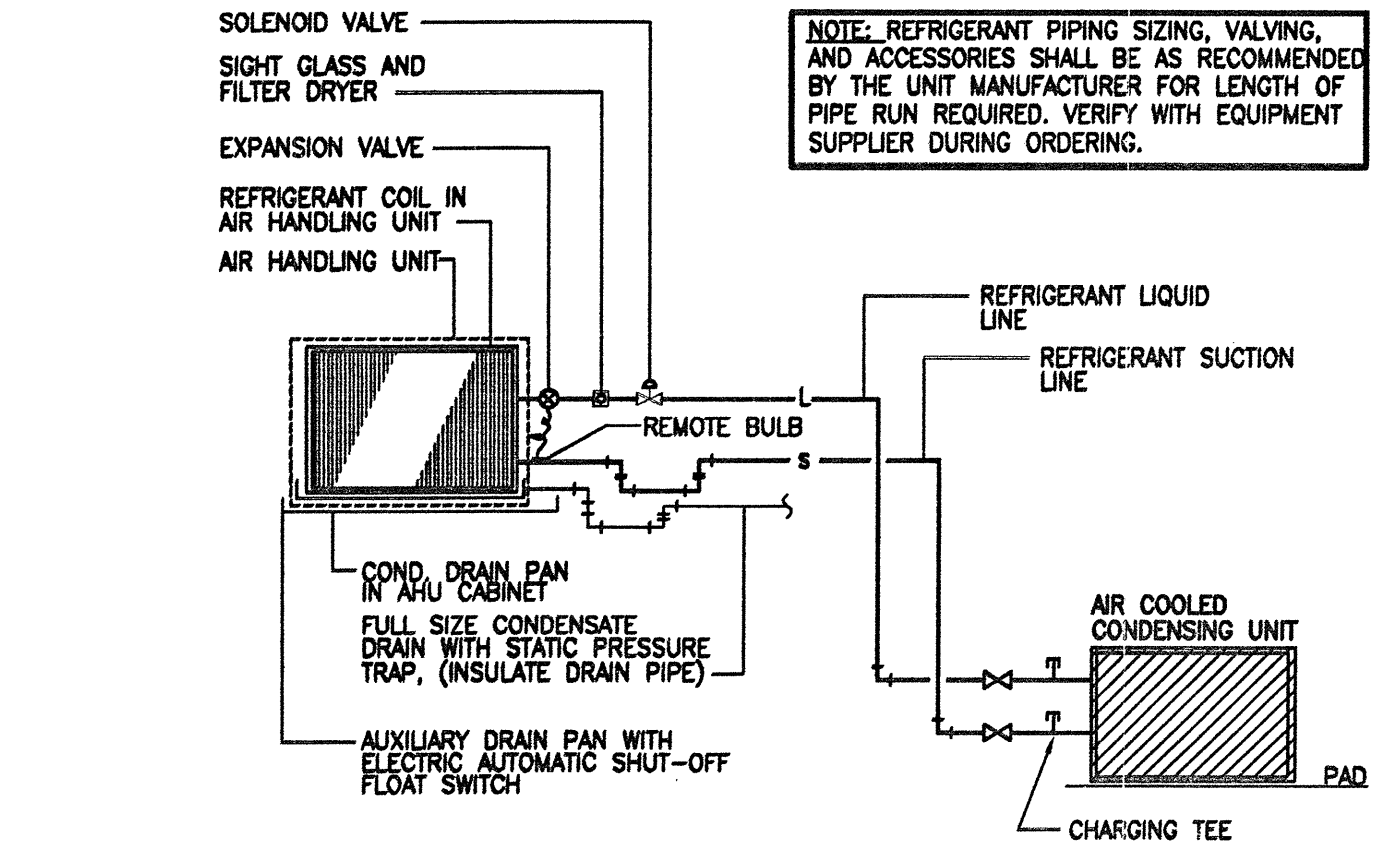 SOLENOID VALVE
SIGHT GLASS AND
FILTER DRYER
EXPANSION VALVE
REFRIGERANT COIL IN
AIR HANDLING UNIT
AIR HANDLING UNIT
NOTE: REFRIGERANT PIPING SIZING, VALVING,
AND ACCESSORIES SHALL BE AS RECOMMENDED
BY THE UNIT MANUFACTURER FOR LENGTH OF
PIPE RUN REQUIRED. VERIFY WITH EQUIPMENT
SUPPLIER DURING ORDERING.
REFRIGERANT LIQUID
LINE
REFRIGERANT SUCTION
LINE
L
REMOTE BULB
S
COND. DRAIN PAN
IN AHU CABINET
FULL SIZE CONDENSATE
DRAIN WITH STATIC PRESSURE
TRAP, (INSULATE DRAIN PIPE)
AUXILIARY DRAIN PAN WITH
ELECTRIC AUTOMATIC SHUT-OFF
FLOAT SWITCH
AIR COOLED
CONDENSING UNIT
PAD
CHARGING TEE